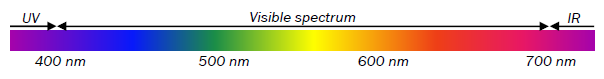 UV Visible spectrum IR
400 nm 500 nm 600 nm 700 nm